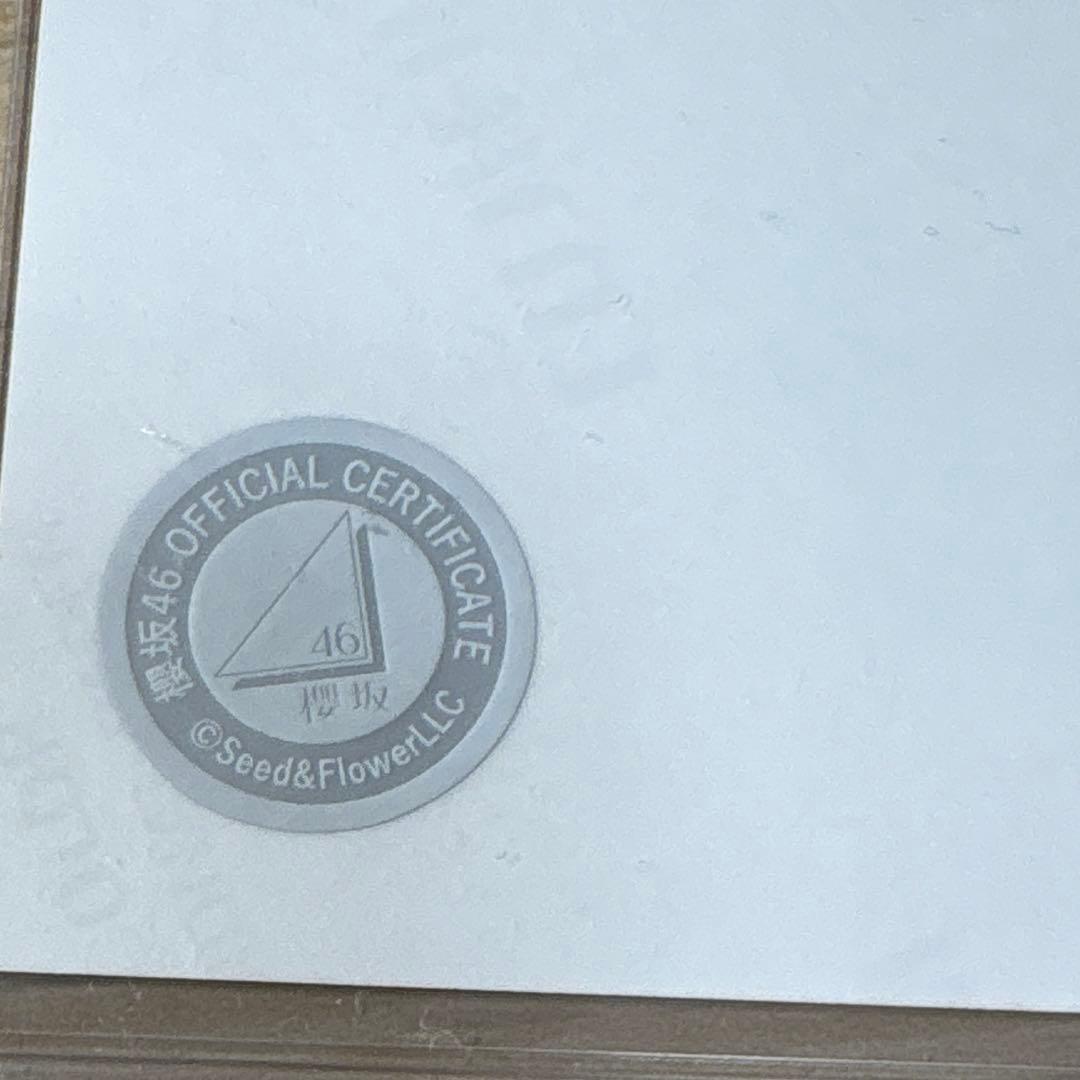 櫻坂46 OFFICIAL CERTIFICATE
46
櫻坂
©Seed&FlowerLLC